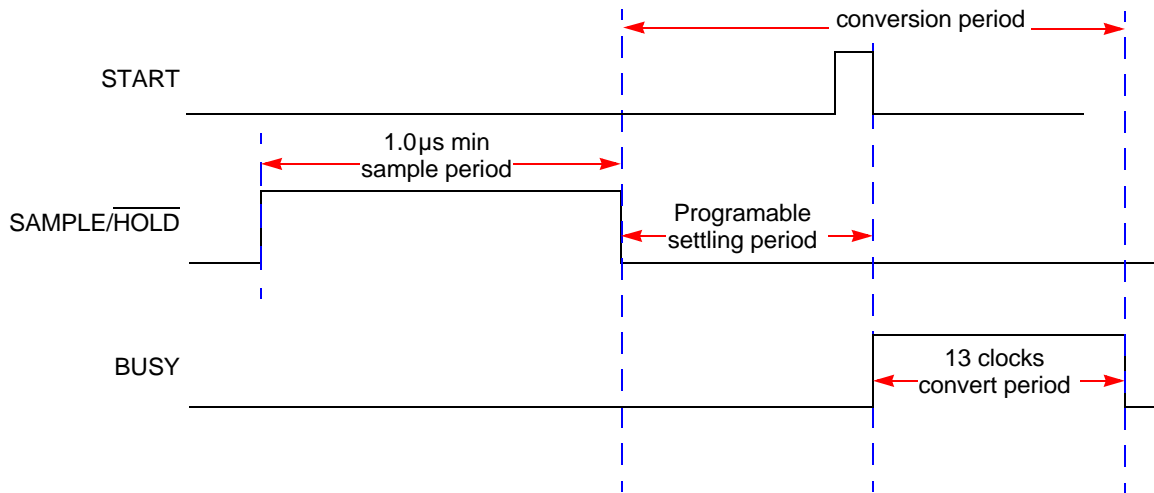 conversion period
START
1.0µs min
sample period
SAMPLE/HOLD
Programable
settling period
BUSY
13 clocks
convert period